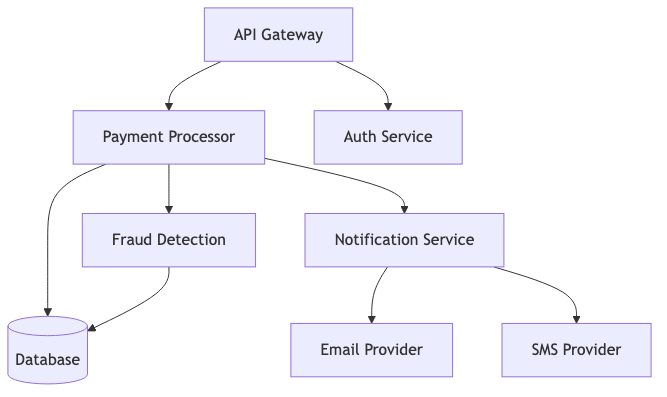 API Gateway
Payment Processor
Auth Service
Fraud Detection
Notification Service
Database
Email Provider
SMS Provider